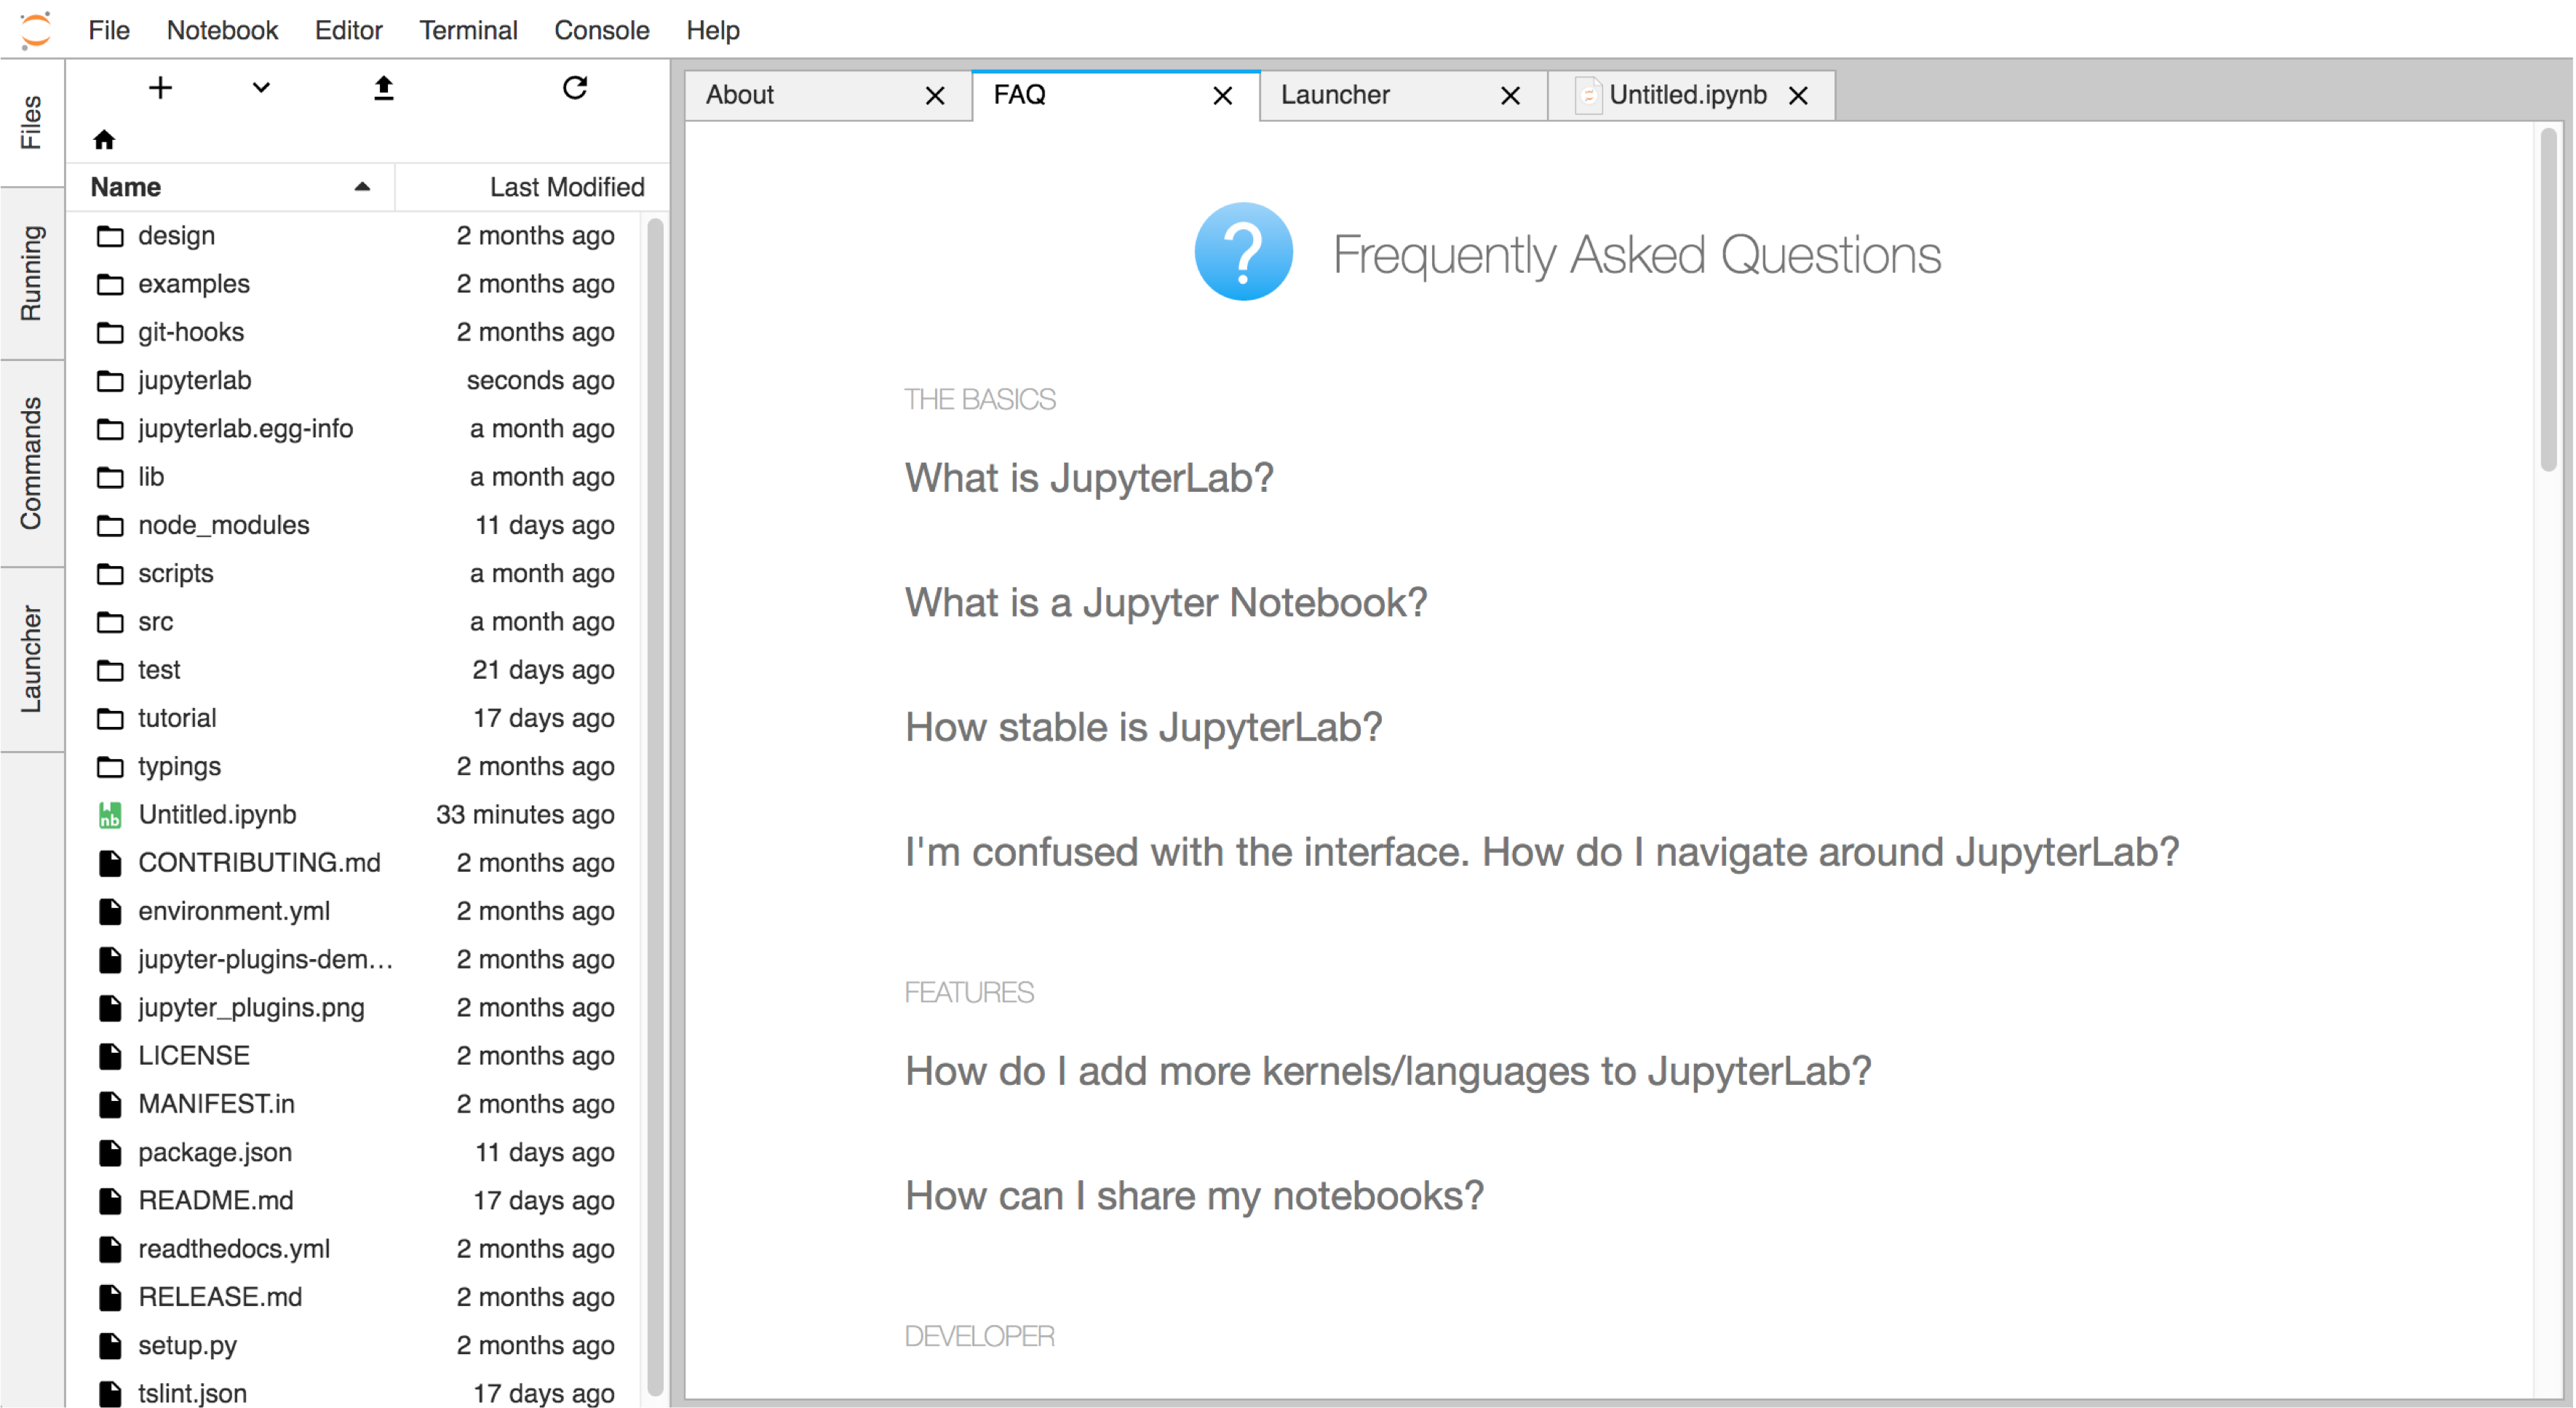 File Notebook Editor Terminal Console Help
Files
Running
Commands
Launcher
Name Last Modified
design 2 months ago
examples 2 months ago
git-hooks 2 months ago
jupyterlab seconds ago
jupyterlab.egg-info a month ago
lib a month ago
node_modules 11 days ago
scripts a month ago
src a month ago
test 21 days ago
tutorial 17 days ago
typings 2 months ago
nb Untitled.ipynb 33 minutes ago
CONTRIBUTING.md 2 months ago
environment.yml 2 months ago
jupyter-plugins-dem... 2 months ago
jupyter_plugins.png 2 months ago
LICENSE 2 months ago
MANIFEST.in 2 months ago
package.json 11 days ago
README.md 17 days ago
readthedocs.yml 2 months ago
RELEASE.md 2 months ago
setup.py 2 months ago
tslint.json 17 days ago
About FAQ Launcher Untitled.ipynb
? Frequently Asked Questions
THE BASICS
What is JupyterLab?
What is a Jupyter Notebook?
How stable is JupyterLab?
I'm confused with the interface. How do I navigate around JupyterLab?
FEATURES
How do I add more kernels/languages to JupyterLab?
How can I share my notebooks?
DEVELOPER